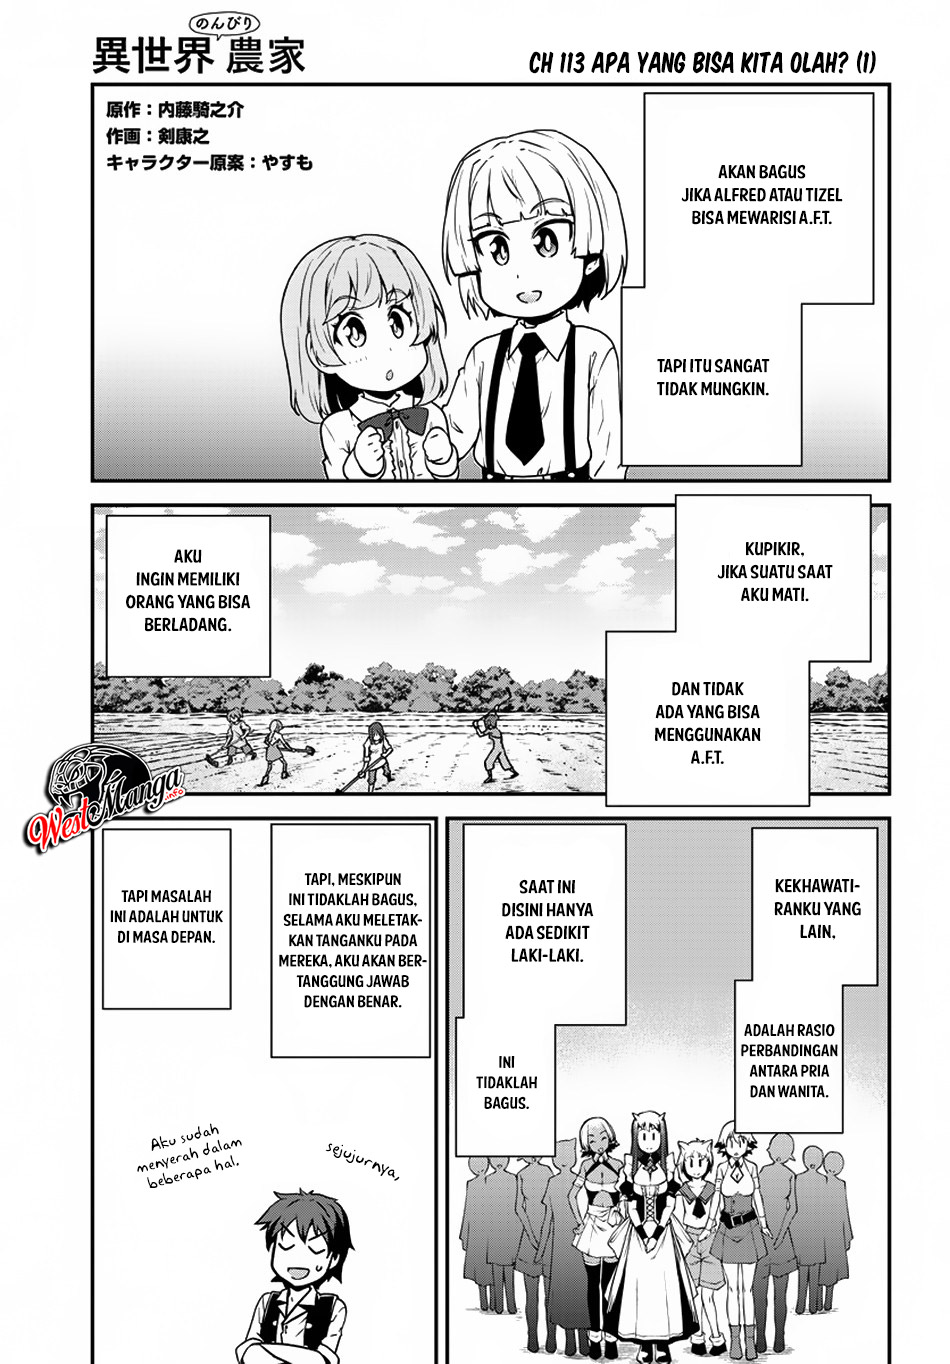 のんびり
異世界 農家
CH 113 APA YANG BISA KITA OLAH? (1)
原作：内藤騎之介
作画：剣康之
キャラクター原案：やすも
AKAN BAGUS
JIKA ALFRED ATAU TIZEL
BISA MEWARISI A.F.T.
TAPI ITU SANGAT
TIDAK MUNGKIN.
KUPIKIR,
JIKA SUATU SAAT
AKU MATI.
DAN TIDAK
ADA YANG BISA
MENGGUNAKAN
A.F.T.
AKU
INGIN MEMILIKI
ORANG YANG BISA
BERLADANG.
WestManga
.info
KEKHAWATI-
RANKU YANG
LAIN,
ADALAH RASIO
PERBANDINGAN
ANTARA PRIA
DAN WANITA.
SAAT INI
DISINI HANYA
ADA SEDIKIT
LAKI-LAKI.
INI
TIDAKLAH
BAGUS.
TAPI, MESKIPUN
INI TIDAKLAH BAGUS,
SELAMA AKU MELETAK-
KAN TANGANKU PADA
MEREKA, AKU AKAN BER-
TANGGUNG JAWAB
DENGAN BENAR.
TAPI MASALAH
INI ADALAH UNTUK
DI MASA DEPAN.
sejujurnya,
Aku sudah
menyerah dalam
beberapa hal.